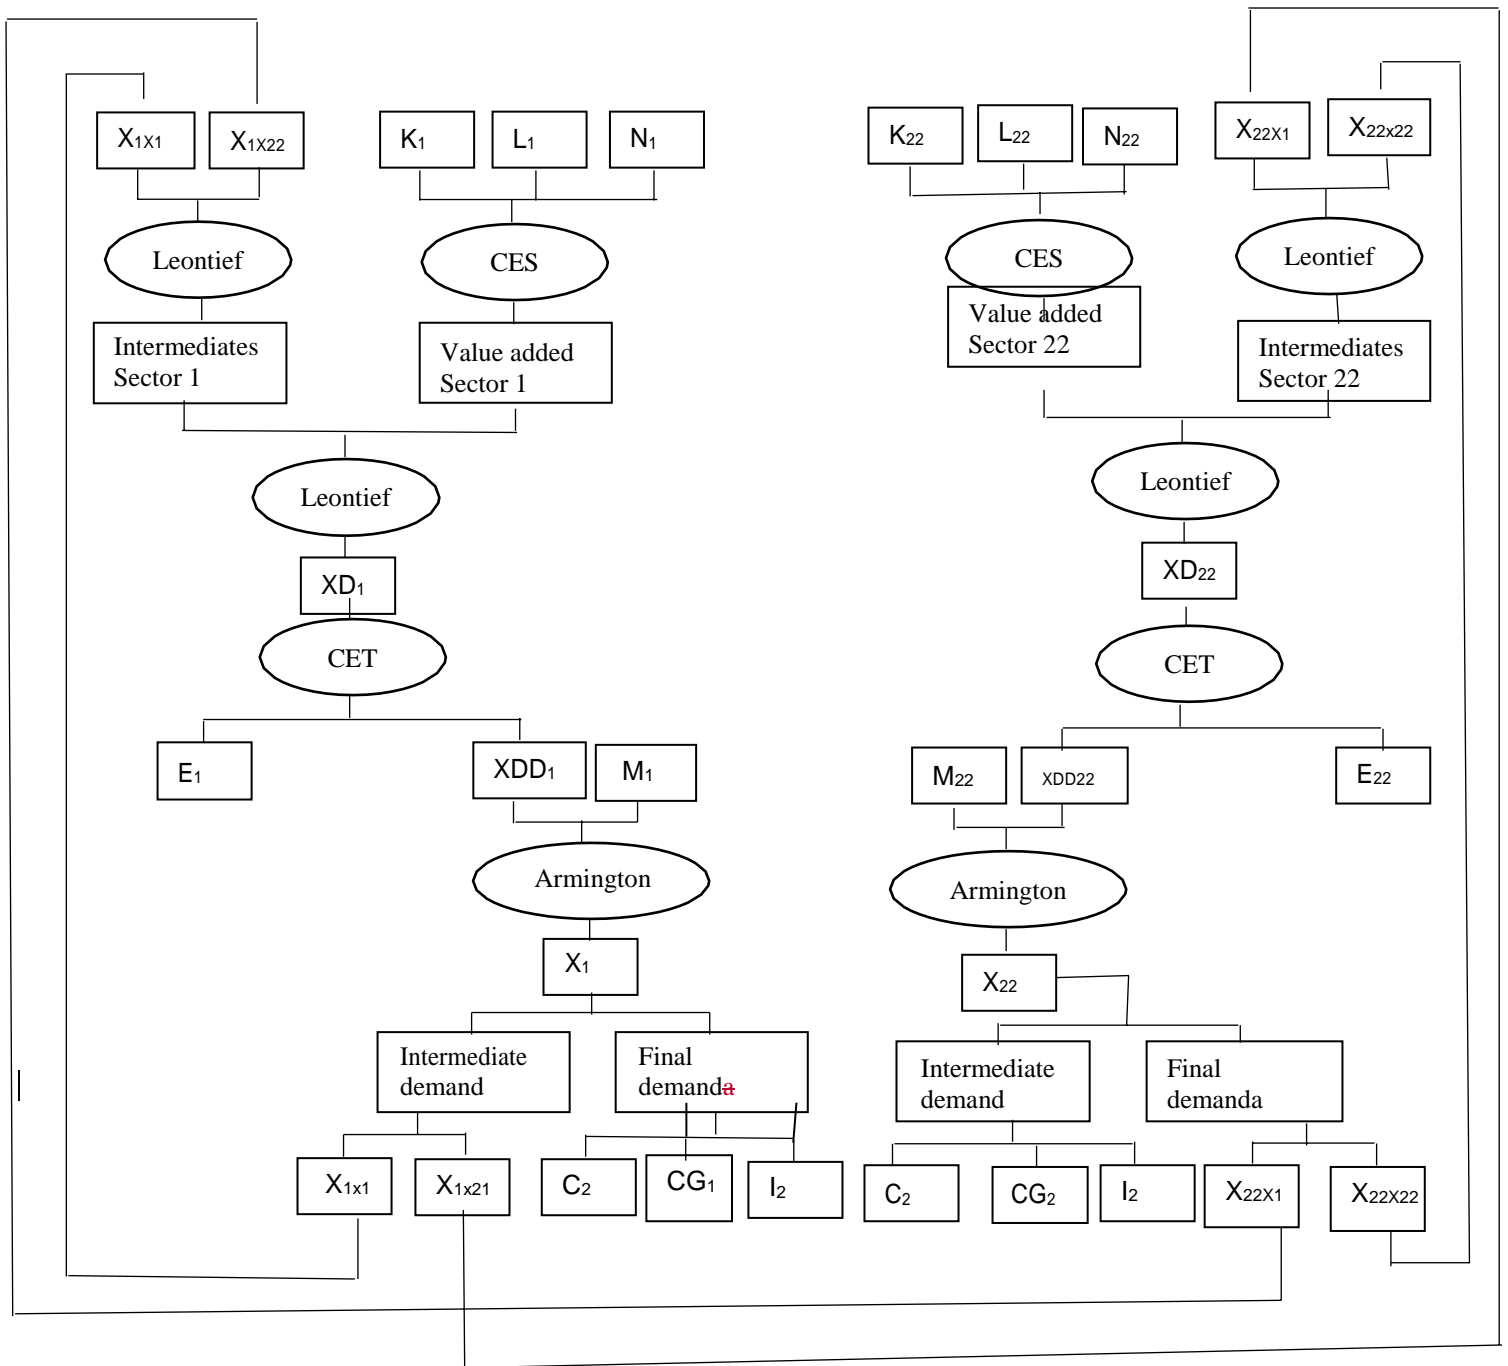 X1X1
X1X22
K1
L1
N1
K22
L22
N22
X22X1
X22x22
Leontief
CES
CES
Leontief
Intermediates
Sector 1
Value added
Sector 1
Value added
Sector 22
Intermediates
Sector 22
Leontief
Leontief
XD1
XD22
CET
CET
E1
XDD1
M1
M22
XDD22
E22
Armington
Armington
X1
X22
Intermediate
demand
Final
demanda
Intermediate
demand
Final
demanda
X1x1
X1x21
C2
CG1
I2
C2
CG2
I2
X22X1
X22X22